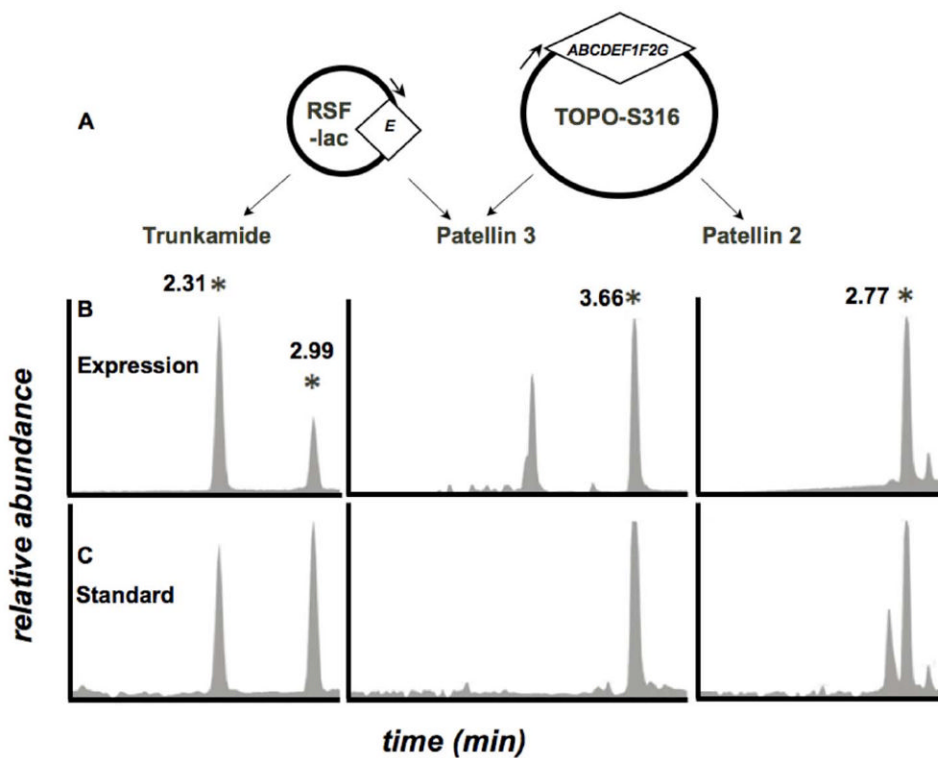 A
RSF
-lac
E
ABCDEF1F2G
TOPO-S316
Trunkamide
Patellin 3
Patellin 2
B
Expression
2.31 *
2.99
*
3.66 *
2.77 *
C
Standard
relative abundance
time (min)